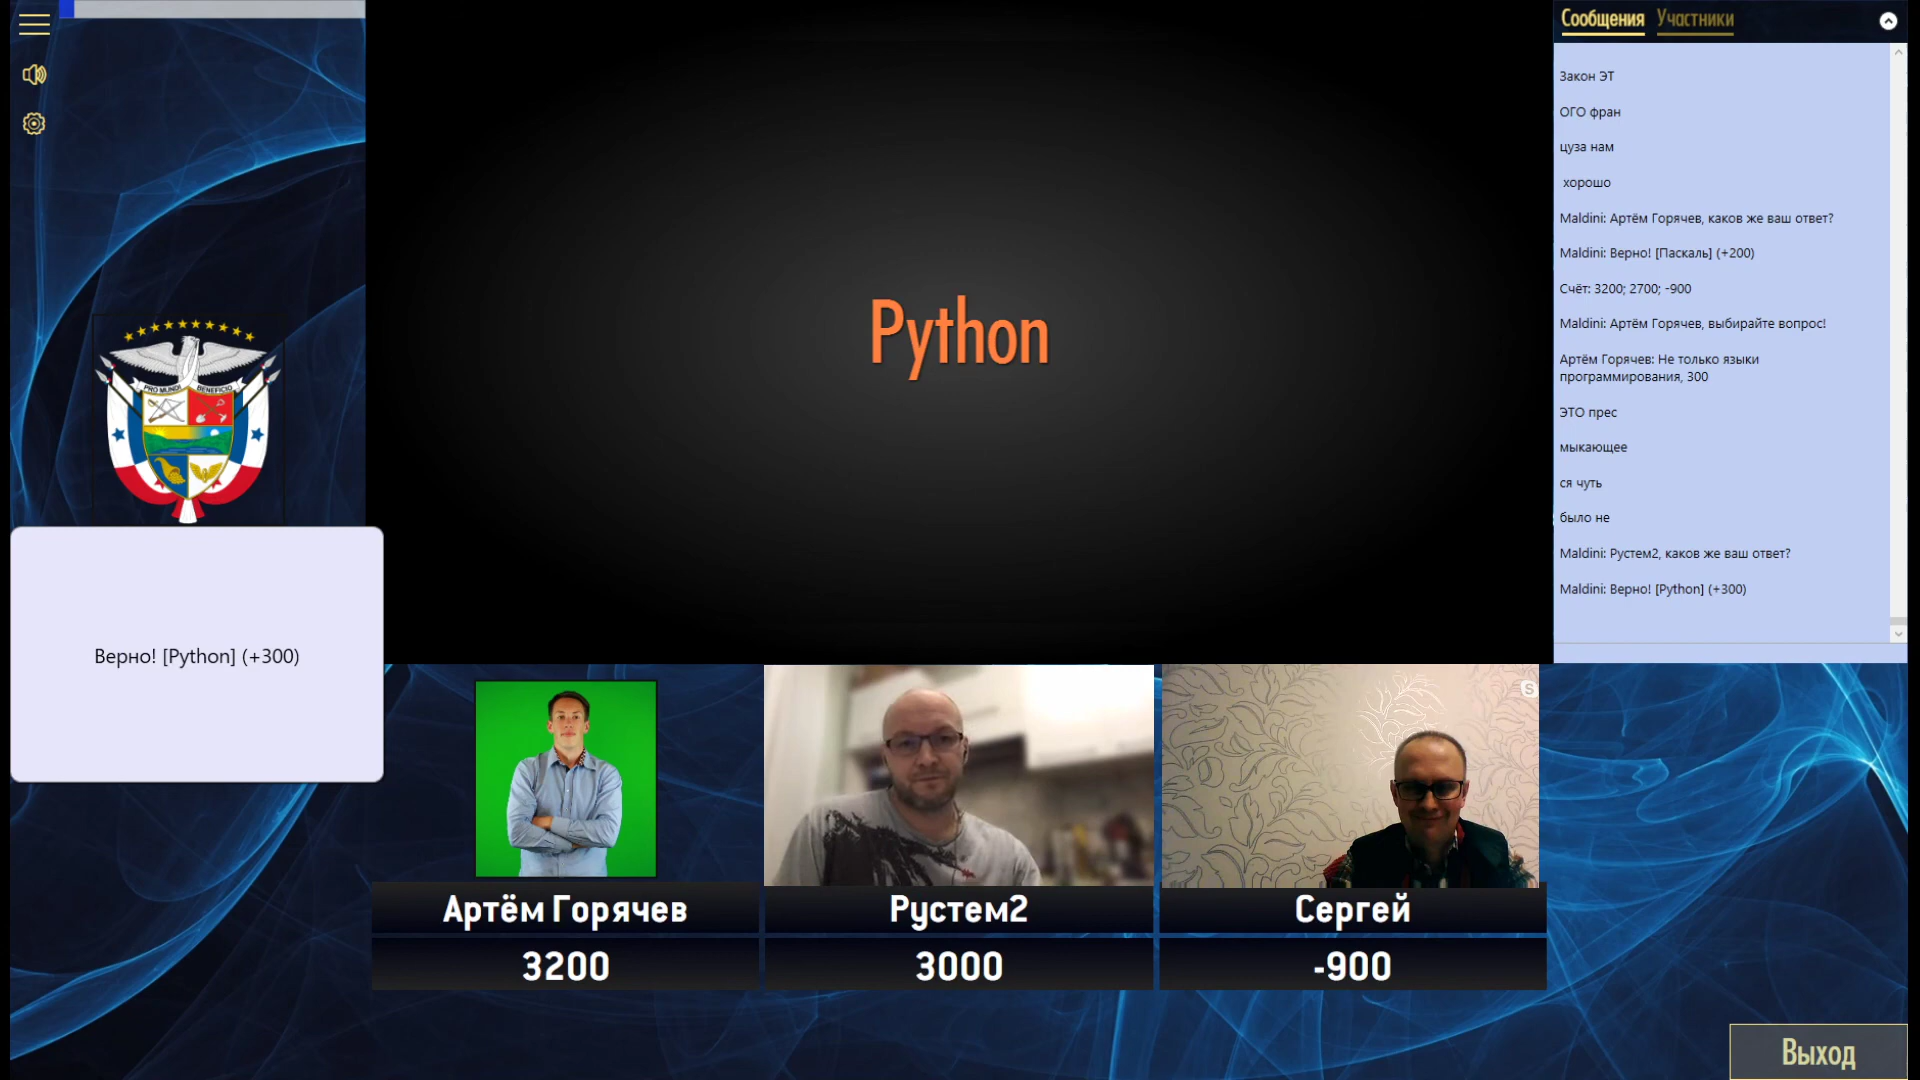 Сообщения Участники
Закон ЭТ
ОГО фран
цуза нам
хорошо
Maldini: Артём Горячев, каков же ваш ответ?
Maldini: Верно! [Паскаль] (+200)
Счёт: 3200; 2700; -900
Maldini: Артём Горячев, выбирайте вопрос!
Артём Горячев: Не только языки
программирования, 300
ЭТО прес
мыкающее
ся чуть
было не
Maldini: Рустем2, каков же ваш ответ?
Maldini: Верно! [Python] (+300)
Python
PRO MUNDI BENEFICIO
Верно! [Python] (+300)
S
Артём Горячев
3200
Рустем2
3000
Сергей
-900
Выход